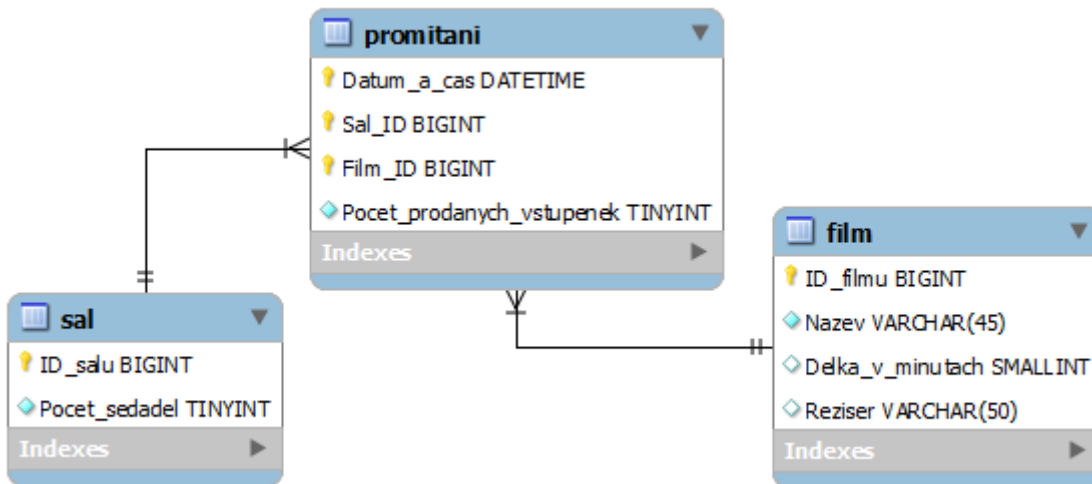 promitani
Datum_a_cas DATETIME
Sal_ID BIGINT
Film_ID BIGINT
Pocet_prodanych_vstupenek TINYINT
Indexes
sal
ID_salu BIGINT
Pocet_sedadel TINYINT
Indexes
film
ID_filmu BIGINT
Nazev VARCHAR(45)
Delka_v_minutach SMALLINT
Reziser VARCHAR(50)
Indexes